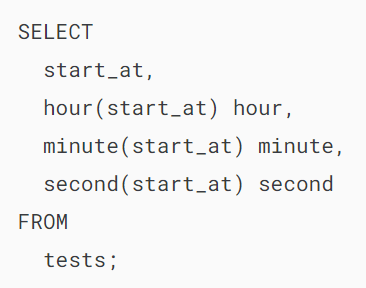 SELECT
start_at,
hour(start_at) hour,
minute(start_at) minute,
second(start_at) second
FROM
tests;